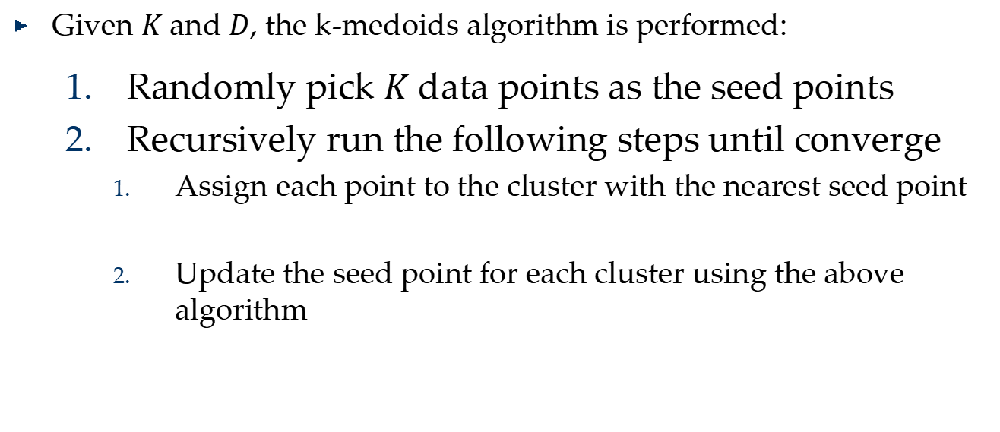 Given K and D, the k-medoids algorithm is performed:
1. Randomly pick K data points as the seed points
2. Recursively run the following steps until converge
1. Assign each point to the cluster with the nearest seed point
2. Update the seed point for each cluster using the above
algorithm